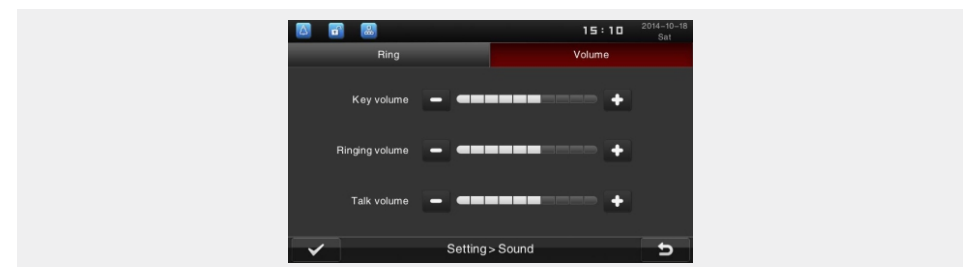 15:10 2014-10-18
Sat
Ring Volume
Key volume
Ringing volume
Talk volume
Setting > Sound